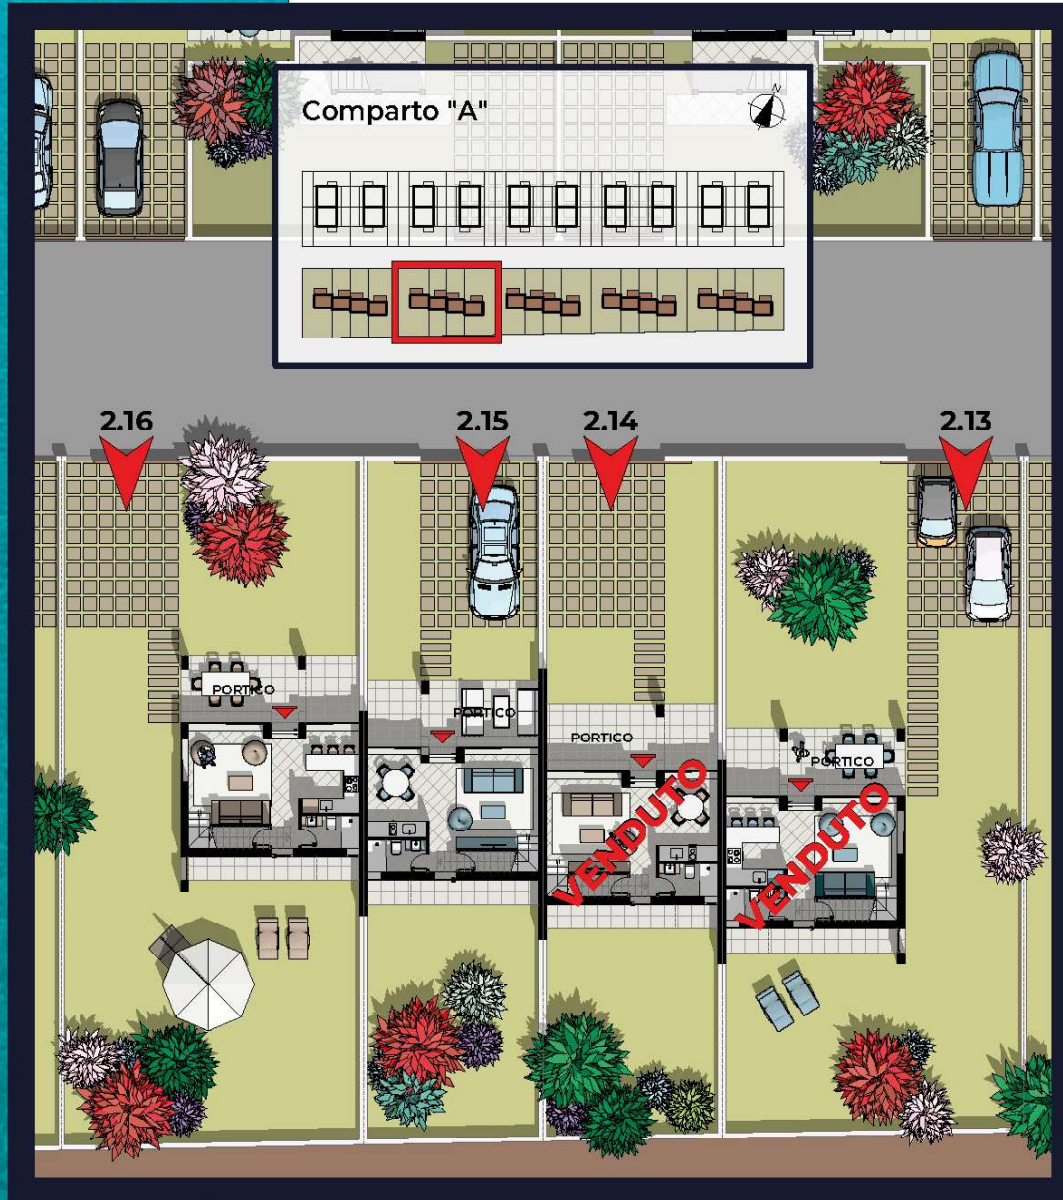 Comparto "A"
N
2.16
2.15
2.14
2.13
PORTICO
PORTICO
PORTICO
PORTICO
VENDUTO
VENDUTO